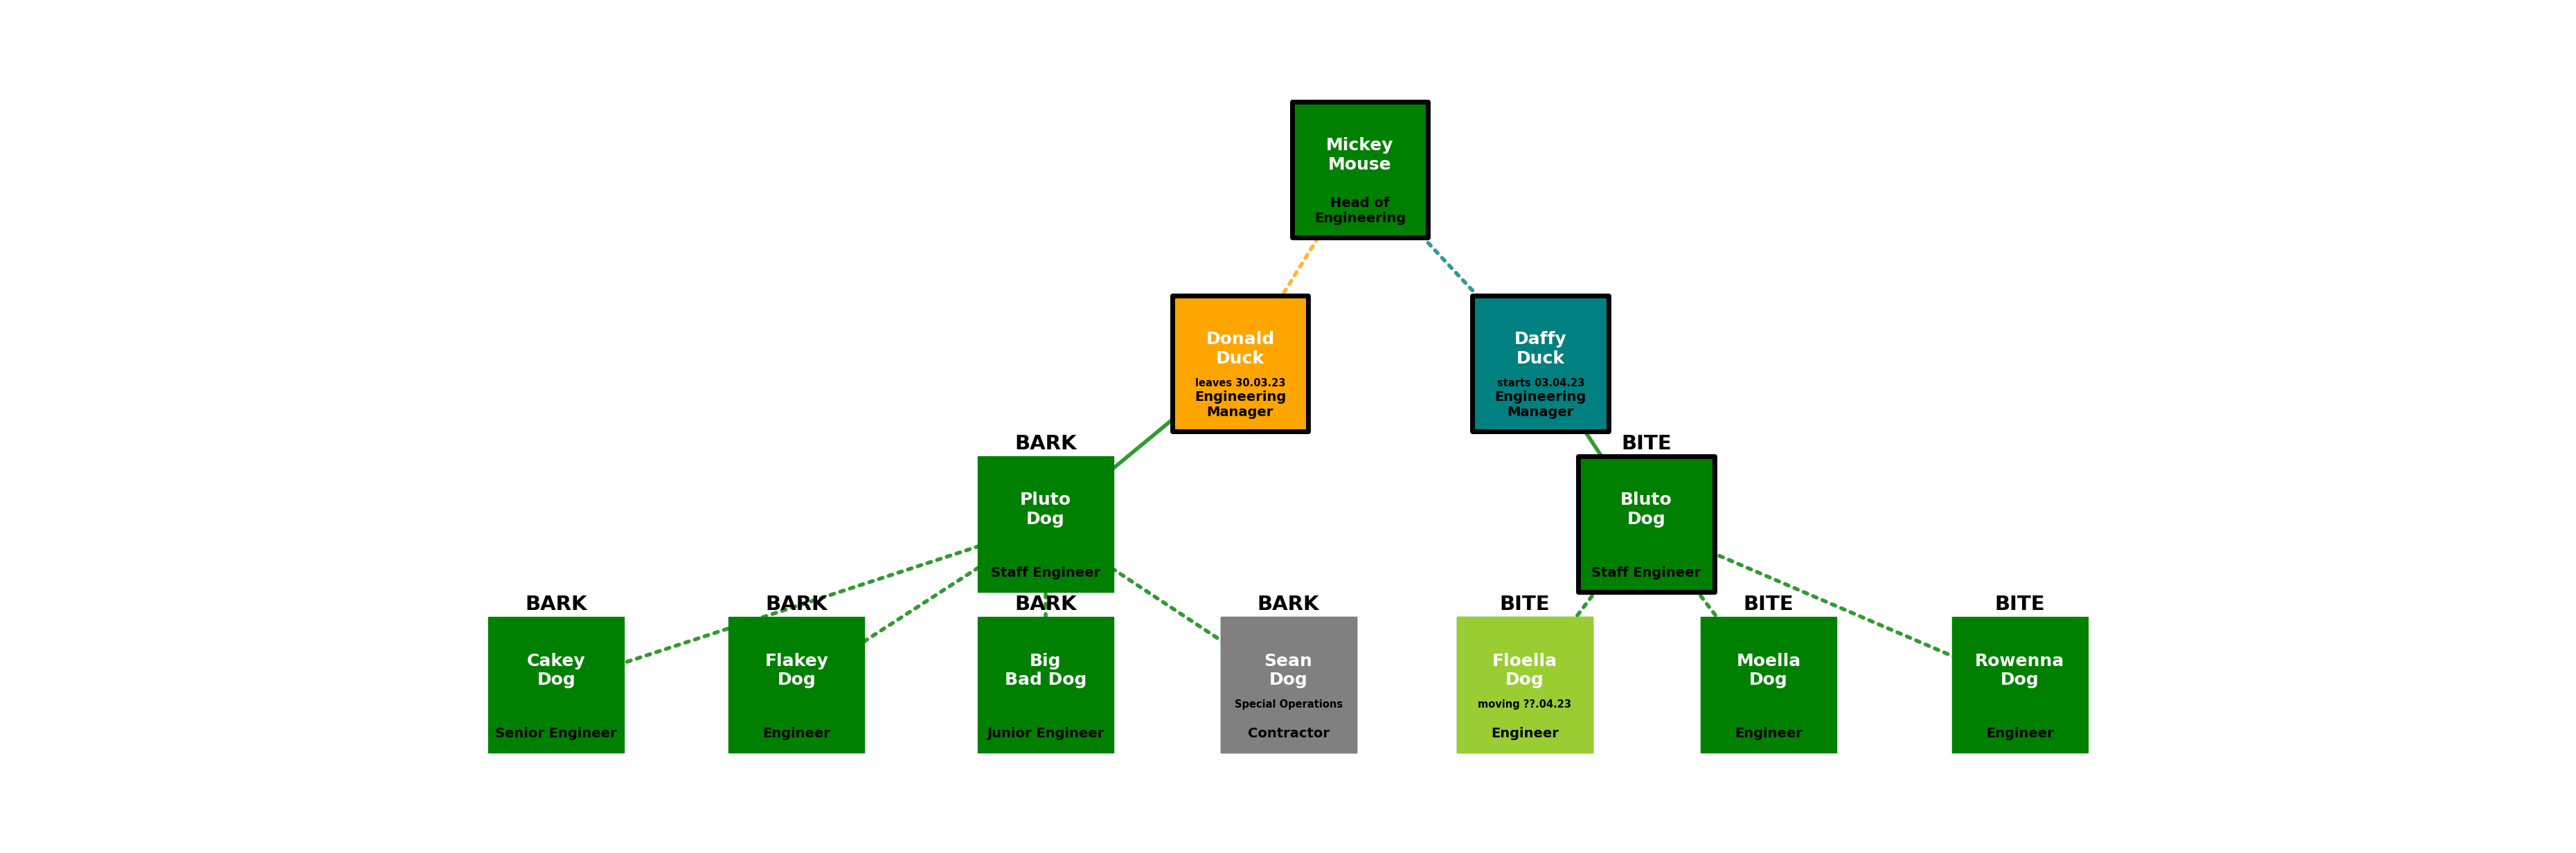 Mickey
Mouse
Head of
Engineering
Donald
Duck
leaves 30.03.23
Engineering
Manager
Daffy
Duck
starts 03.04.23
Engineering
Manager
BARK
Pluto
Dog
Staff Engineer
BITE
Bluto
Dog
Staff Engineer
BARK
Cakey
Dog
Senior Engineer
BARK
Flakey
Dog
Engineer
BARK
Big
Bad Dog
Junior Engineer
BARK
Sean
Dog
Special Operations
Contractor
BITE
Floella
Dog
moving ??.04.23
Engineer
BITE
Moella
Dog
Engineer
BITE
Rowenna
Dog
Engineer